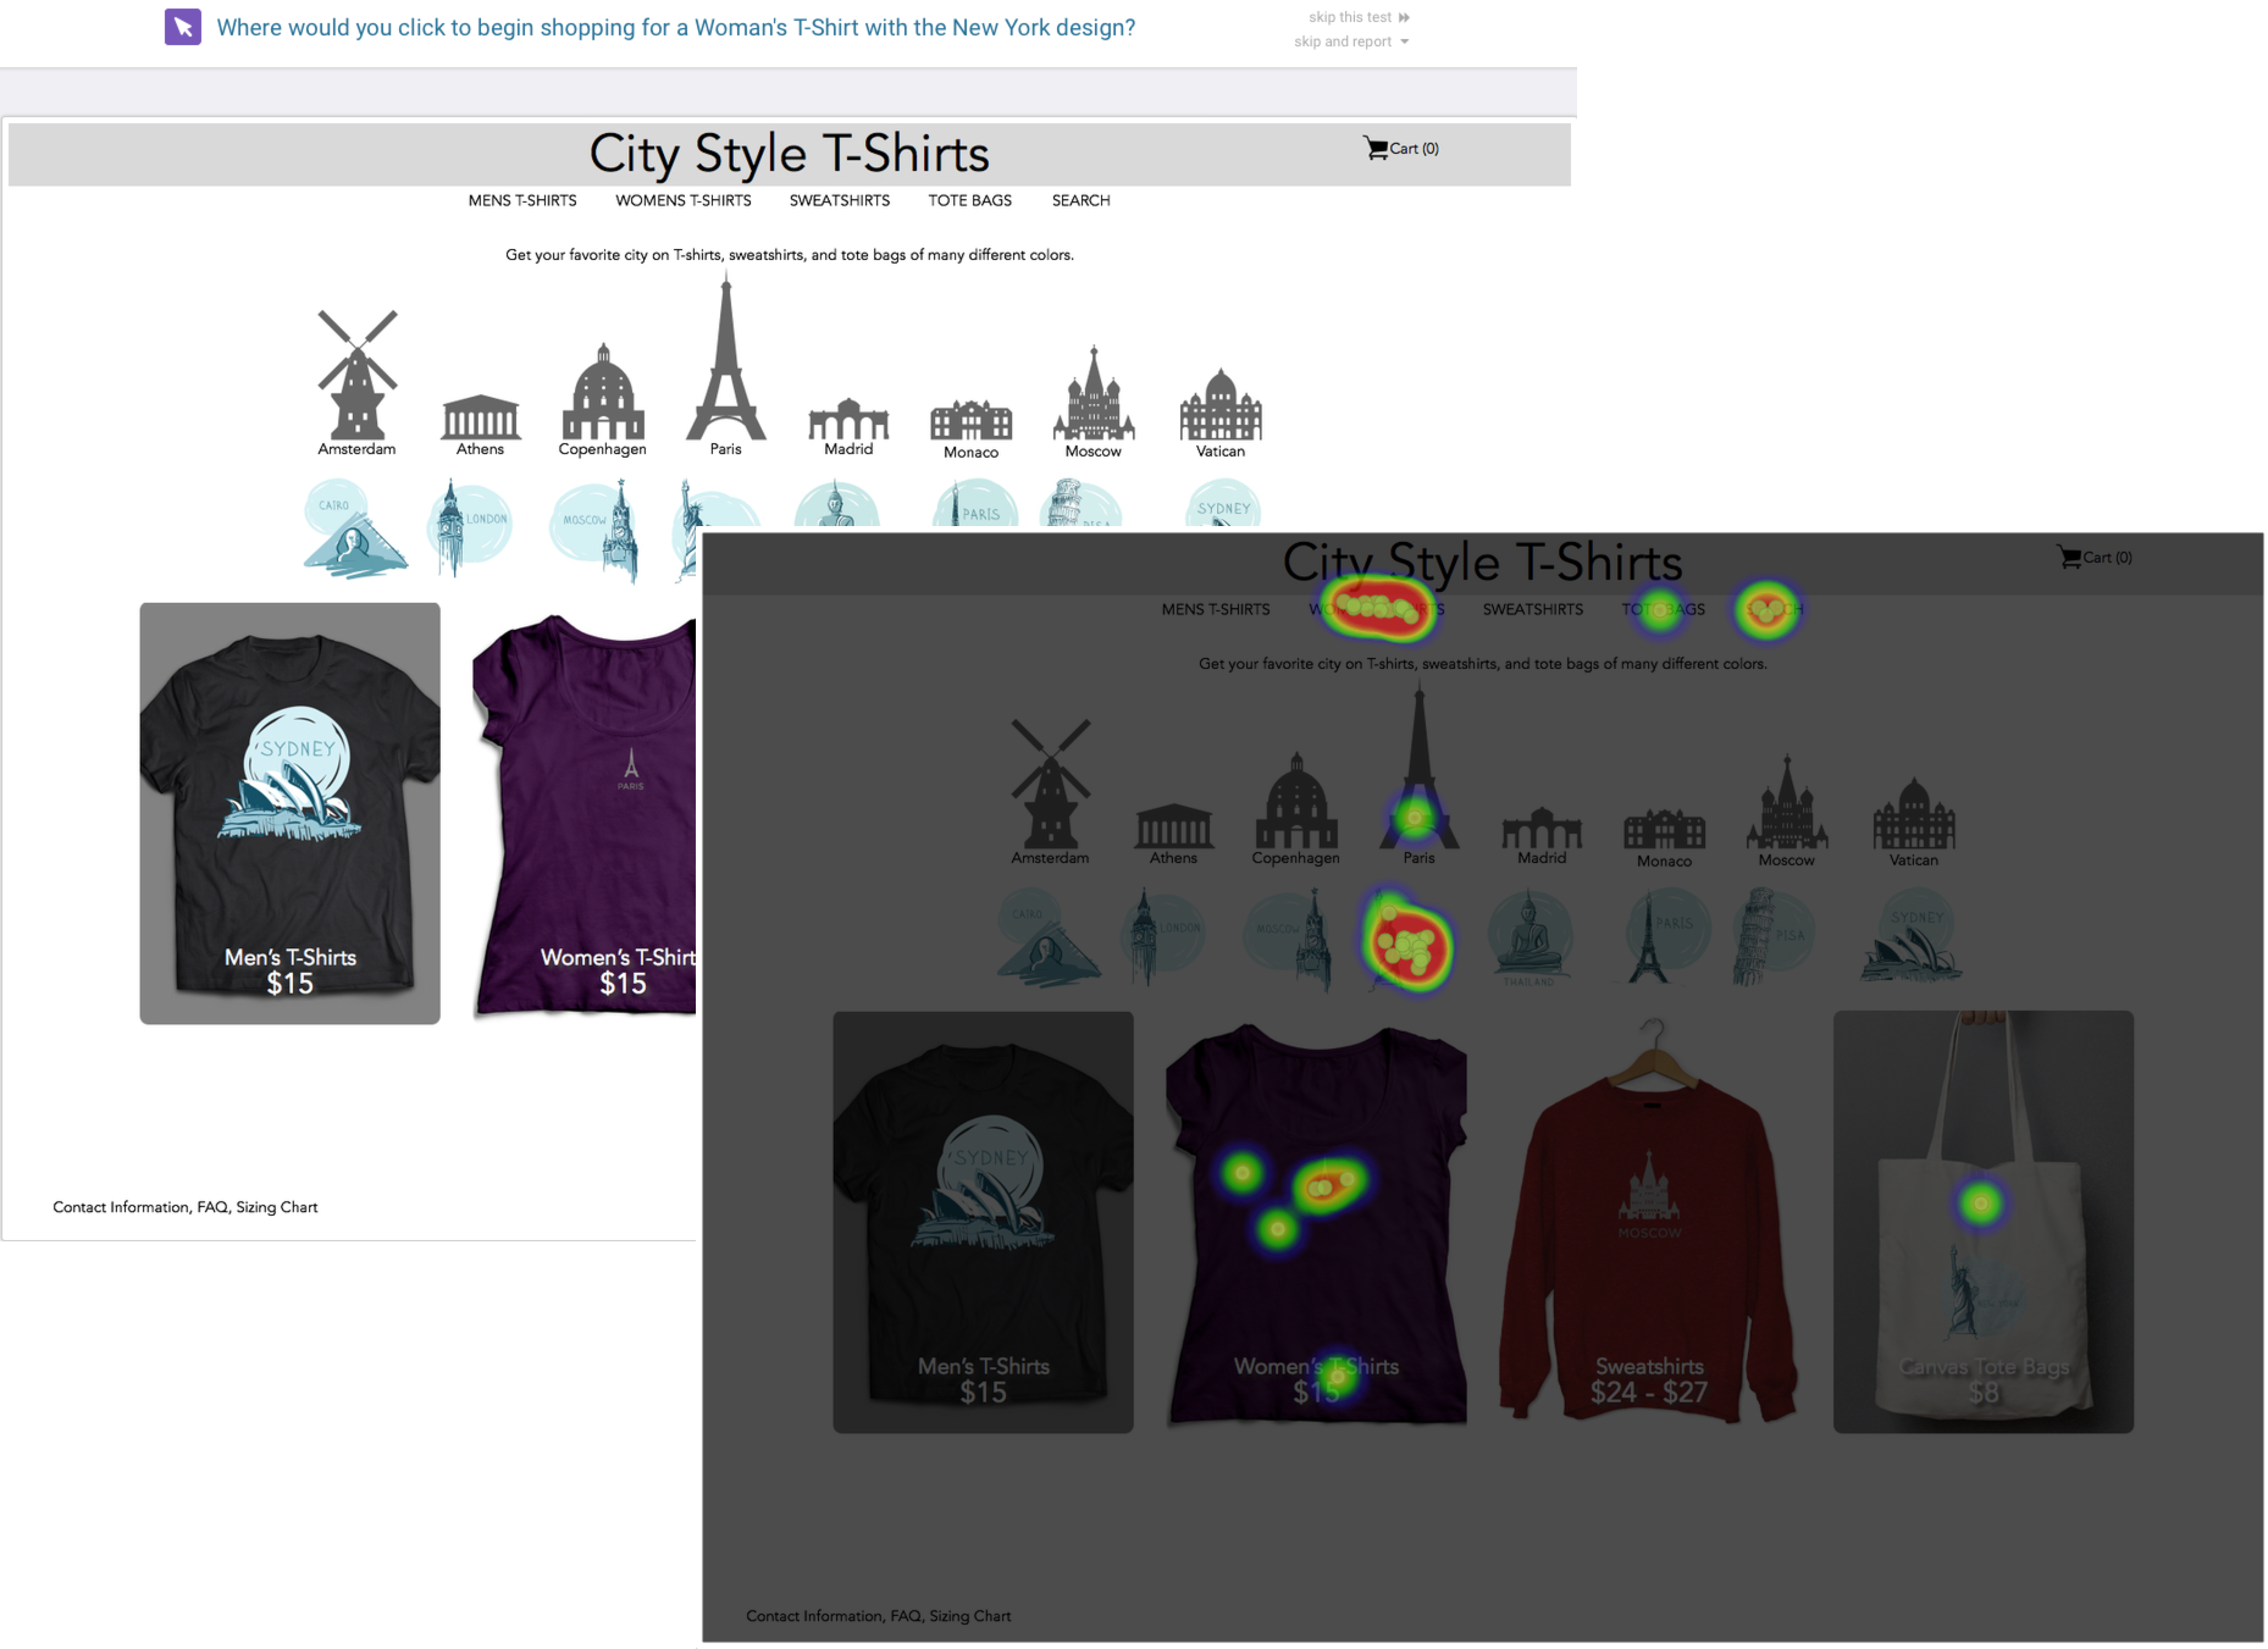 Where would you click to begin shopping for a Woman's T-Shirt with the New York design?
skip this test
skip and report
City Style T-Shirts
Cart (0)
MENS T-SHIRTS WOMENS T-SHIRTS SWEATSHIRTS TOTE BAGS SEARCH
Get your favorite city on T-shirts, sweatshirts, and tote bags of many different colors.
Amsterdam Athens Copenhagen Paris Madrid Monaco Moscow Vatican
CAIRO LONDON MOSCOW PARIS PISA SYDNEY
SYDNEY
PARIS
Men's T-Shirts
$15
Women's T-Shirt
$15
Contact Information, FAQ, Sizing Chart
City Style T-Shirts
Cart (0)
MENS T-SHIRTS WOMENS T-SHIRTS SWEATSHIRTS TOTE BAGS SEARCH
Get your favorite city on T-shirts, sweatshirts, and tote bags of many different colors.
Amsterdam Athens Copenhagen Paris Madrid Monaco Moscow Vatican
CAIRO LONDON MOSCOW THAILAND PARIS PISA SYDNEY
SYDNEY
MOSCOW
NEW YORK
Men's T-Shirts
$15
Women's T-Shirts
$15
Sweatshirts
$24 - $27
Canvas Tote Bags
$8
Contact Information, FAQ, Sizing Chart